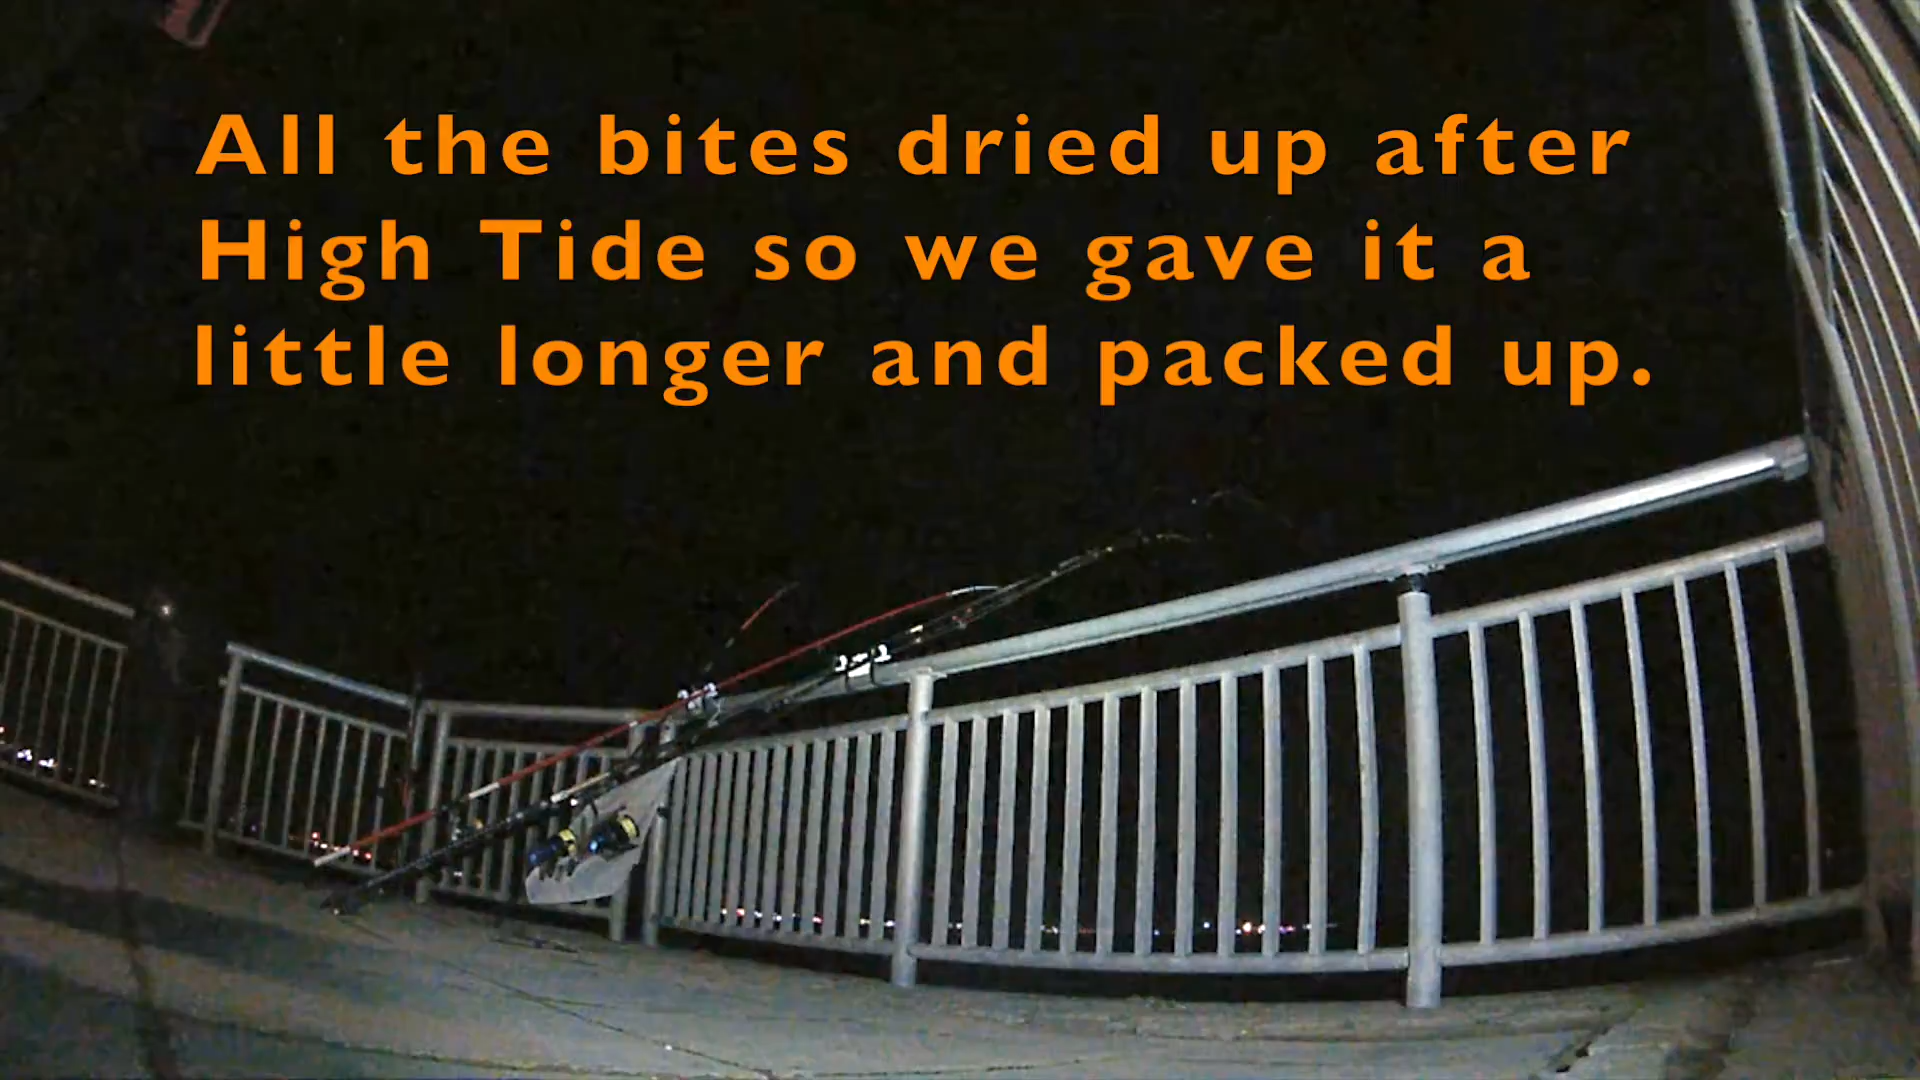 All the bites dried up after
High Tide so we gave it a
little longer and packed up.